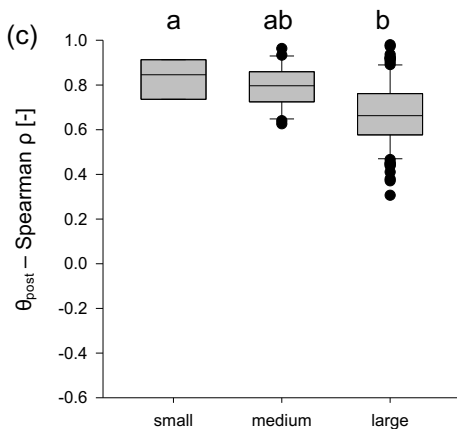 (c)
a ab b
θpost – Spearman ρ [-]
1.0
0.8
0.6
0.4
0.2
0.0
-0.2
-0.4
-0.6
small medium large